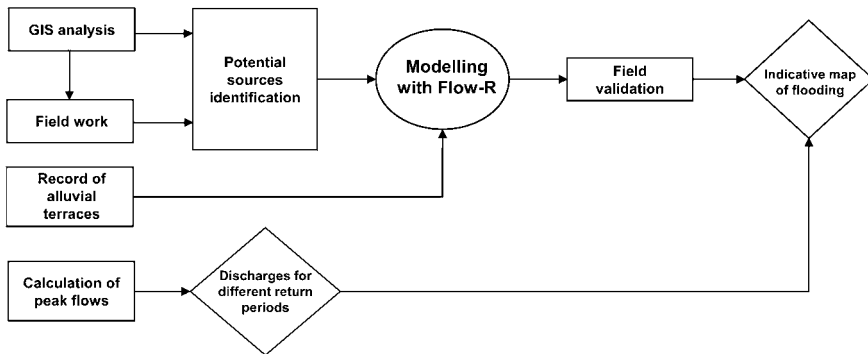 GIS analysis
Field work
Potential
sources
identification
Modelling
with Flow-R
Field
validation
Indicative map
of flooding
Record of
alluvial
terraces
Calculation of
peak flows
Discharges for
different return
periods